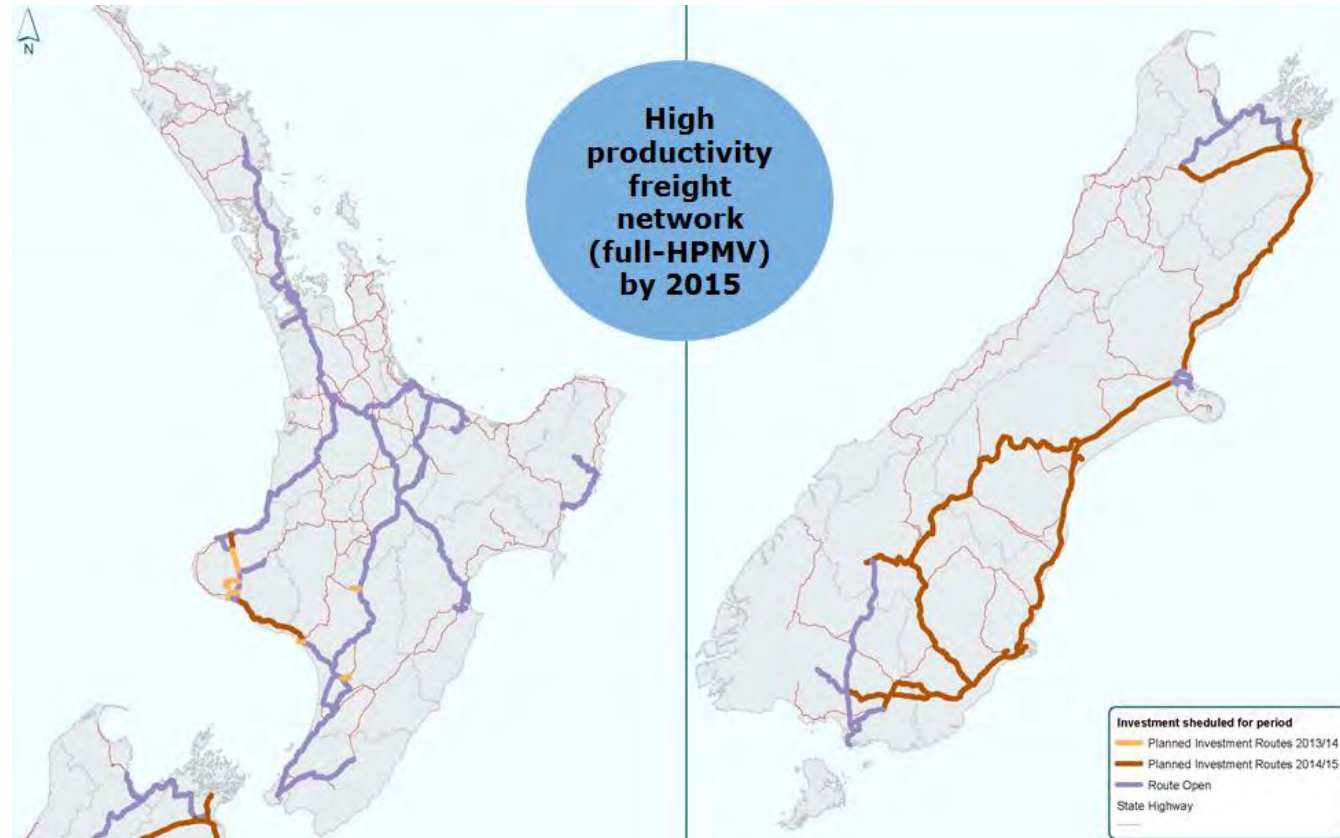 N
High
productivity
freight
network
(full-HPMV)
by 2015
Investment sheduled for period
Planned Investment Routes 2013/14
Planned Investment Routes 2014/15
Route Open
State Highway